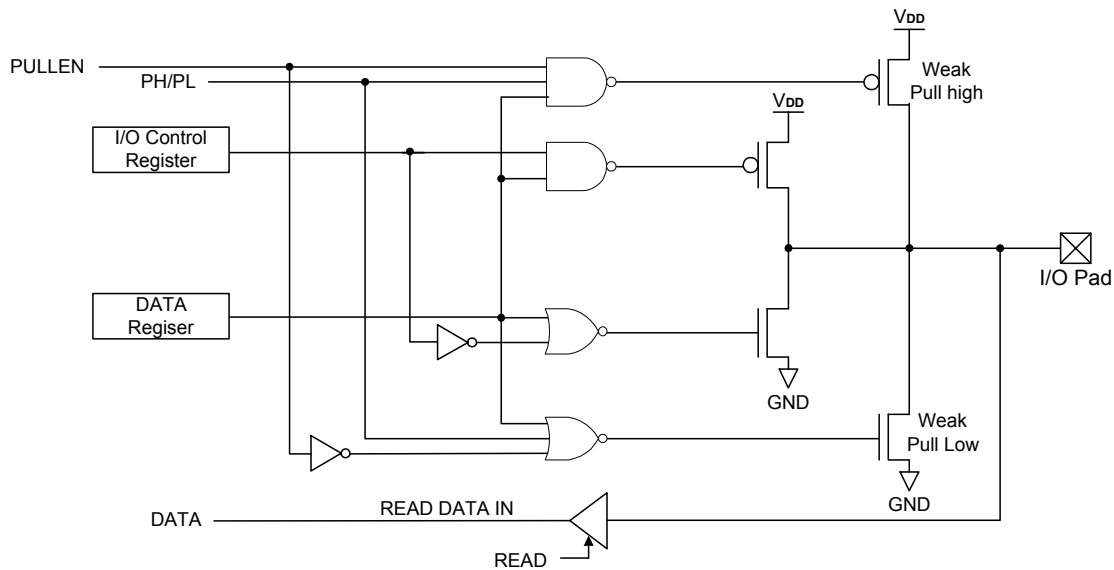 VDD
PULLEN
PH/PL
Weak
Pull high
VDD
I/O Control
Register
I/O Pad
DATA
Regiser
GND
Weak
Pull Low
GND
READ DATA IN
DATA
READ